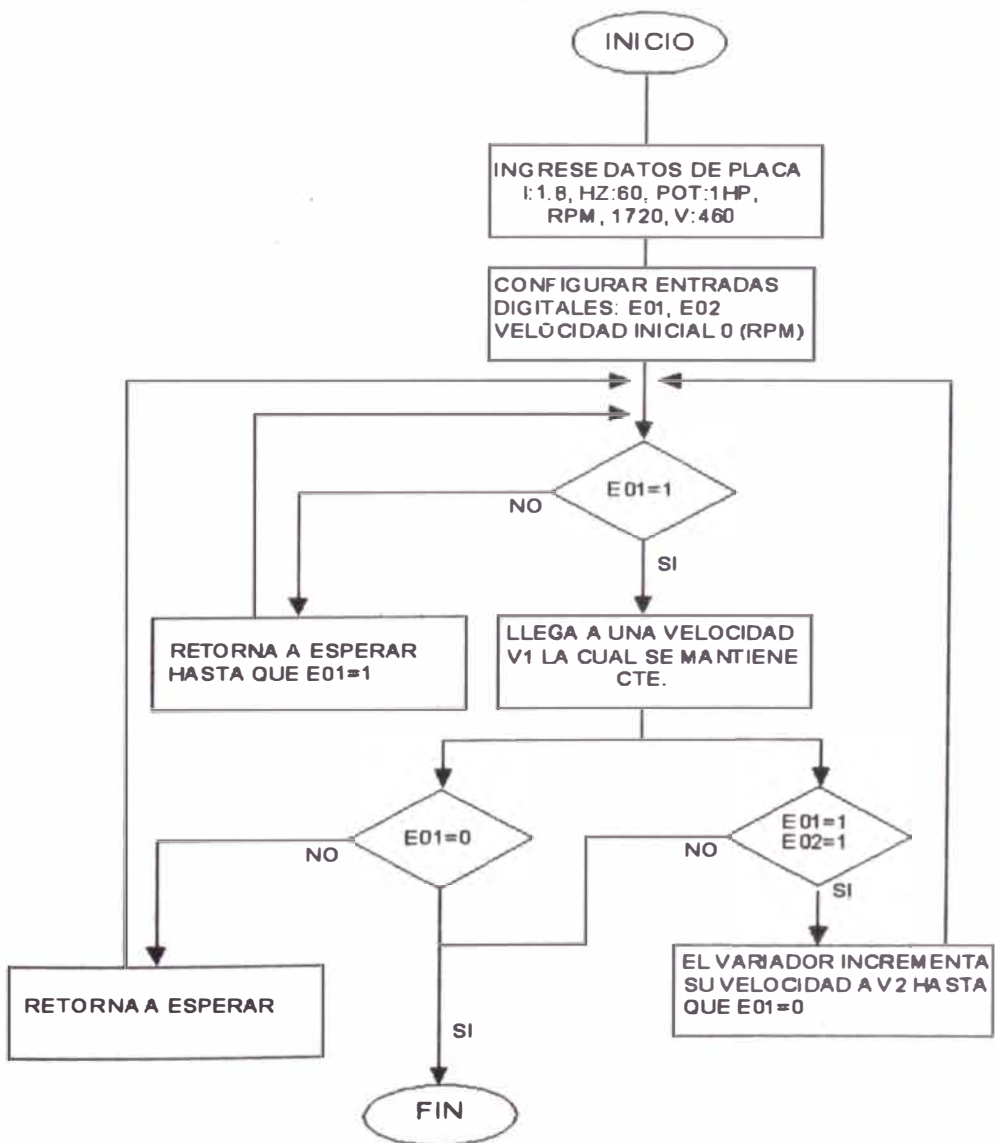 INICIO
INGRESE DATOS DE PLACA
I:1.8, HZ:60, POT:1HP,
RPM, 1720, V:460
CONFIGURAR ENTRADAS
DIGITALES: E01, E02
VELOCIDAD INICIAL 0 (RPM)
E01=1
NO
SI
RETORNA A ESPERAR
HASTA QUE E01=1
LLEGA A UNA VELOCIDAD
V1 LA CUAL SE MANTIENE
CTE.
E01=0
NO
E01=1
E02=1
NO
SI
RETORNA A ESPERAR
EL VARIADOR INCREMENTA
SU VELOCIDAD A V2 HASTA
QUE E01=0
SI
FIN